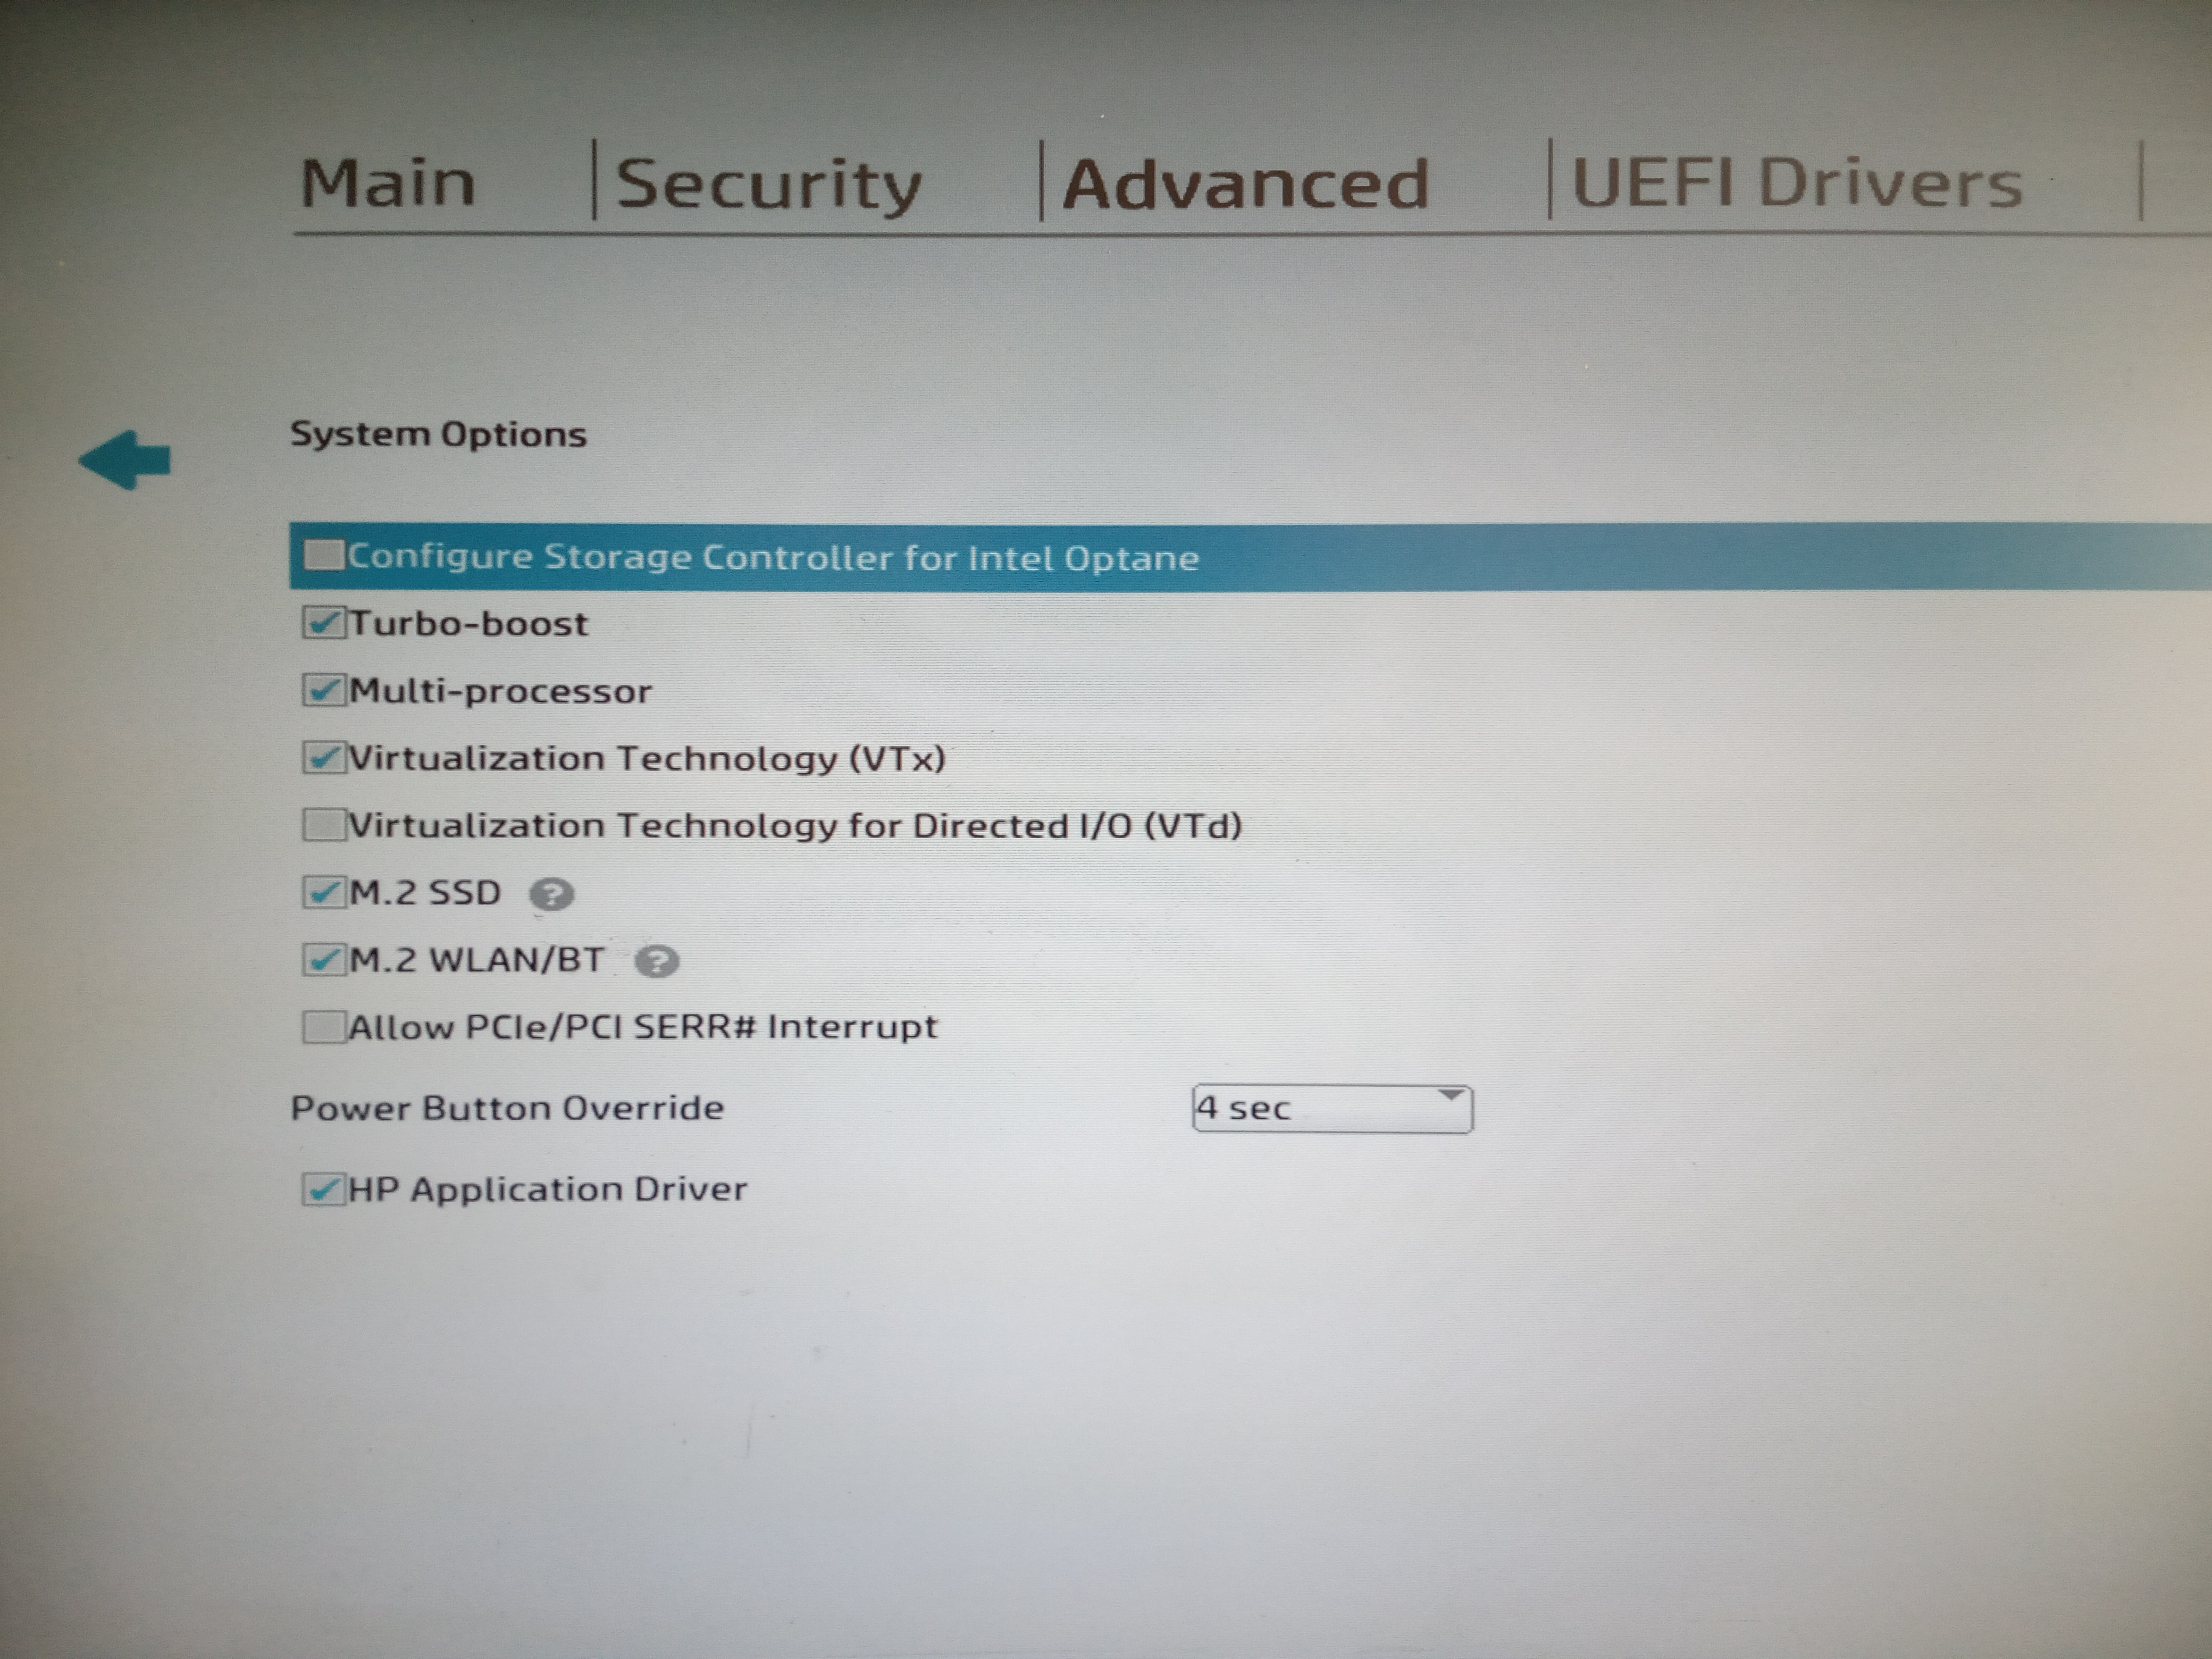 Main Security Advanced UEFI Drivers
System Options
Configure Storage Controller for Intel Optane
Turbo-boost
Multi-processor
Virtualization Technology (VTx)
Virtualization Technology for Directed I/O (VTd)
M.2 SSD ?
M.2 WLAN/BT ?
Allow PCIe/PCI SERR# Interrupt
Power Button Override 4 sec
HP Application Driver